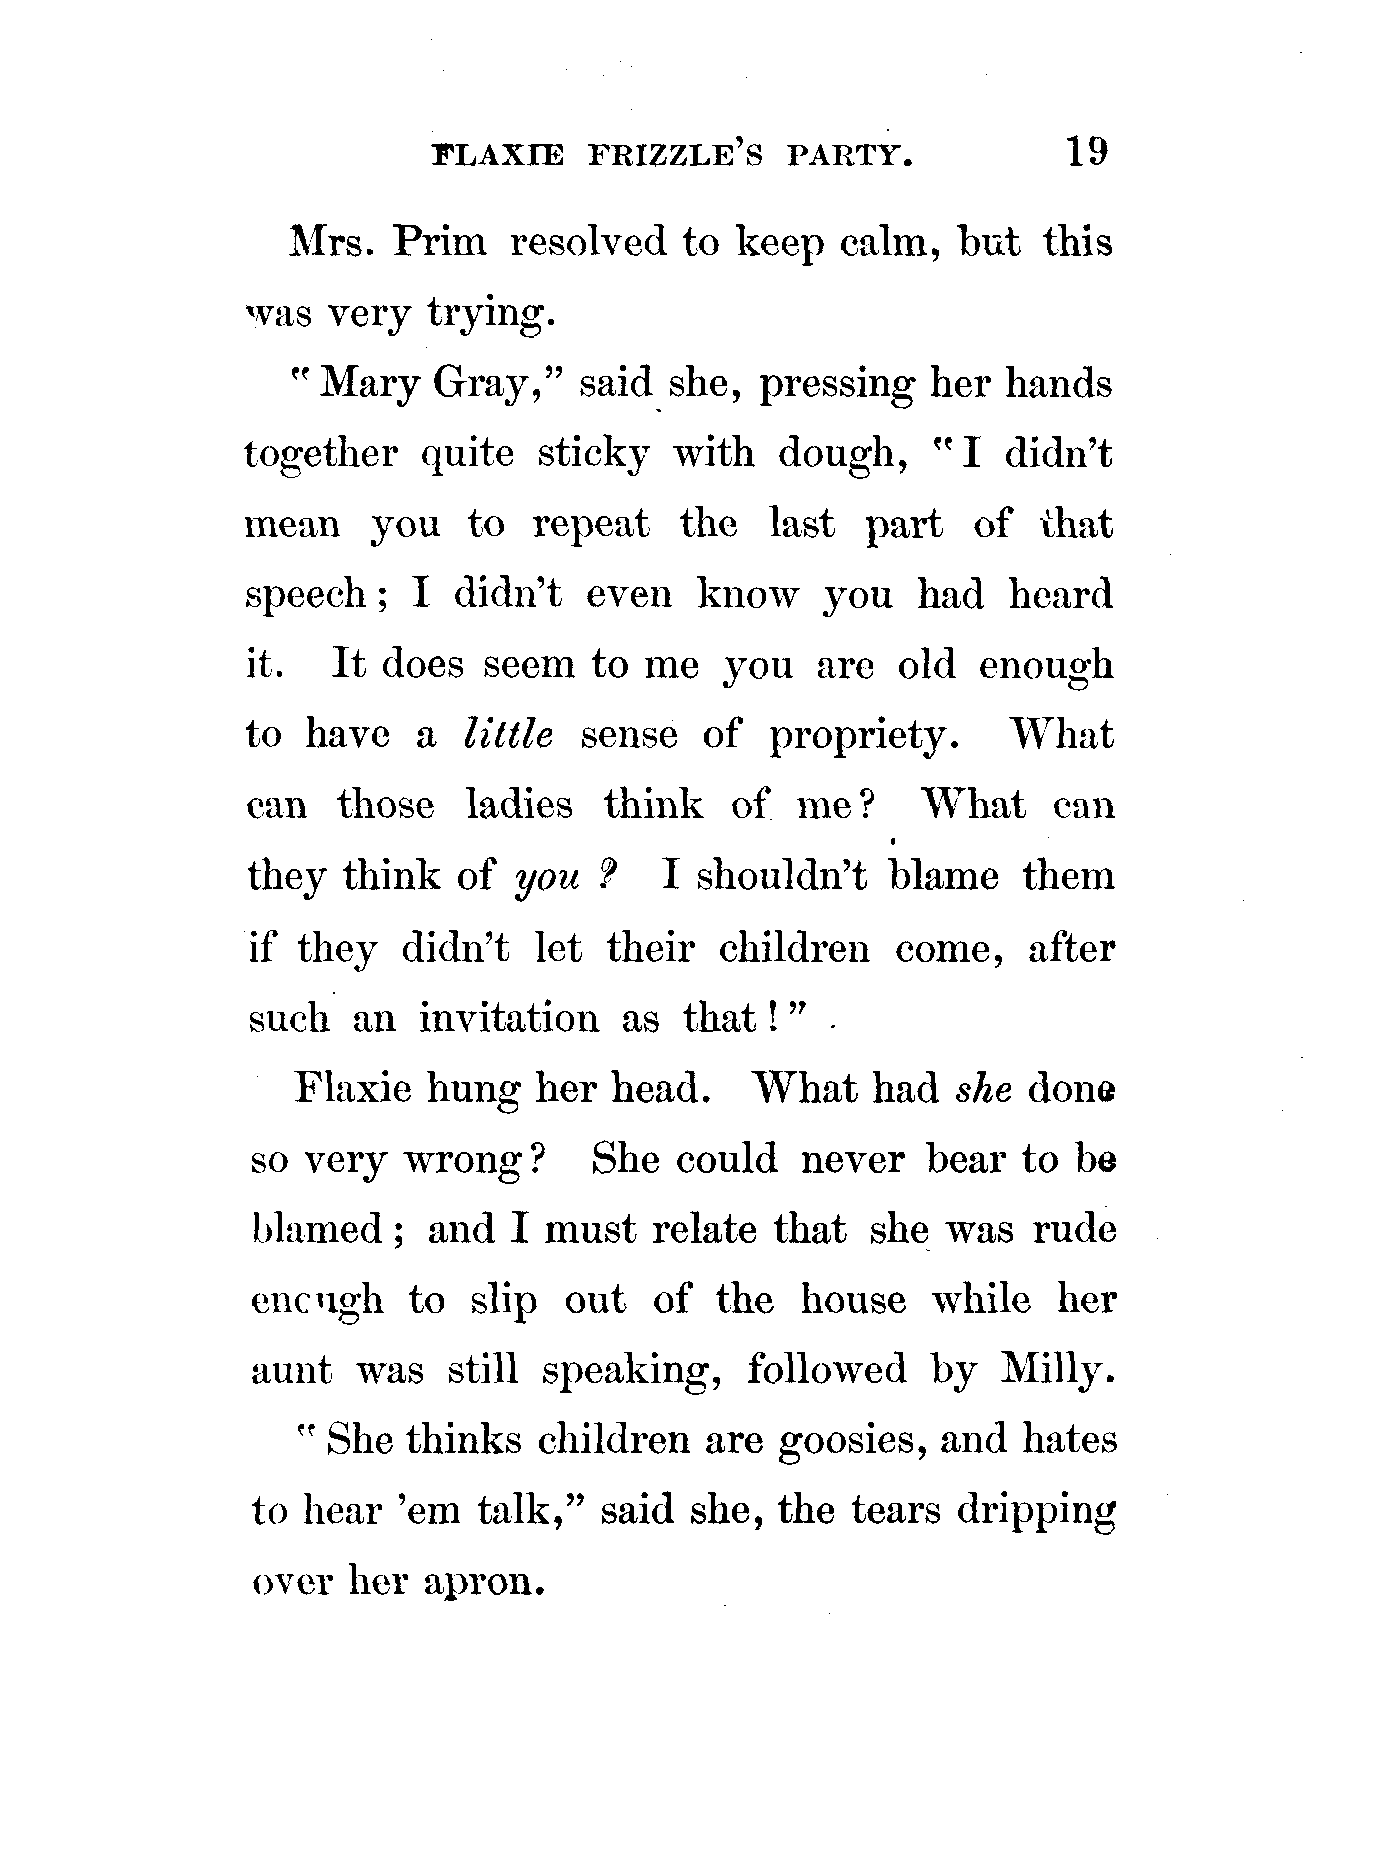 FLAXIE FRIZZLE'S PARTY. 19
Mrs. Prim resolved to keep calm, but this
was very trying.
"Mary Gray," said she, pressing her hands
together quite sticky with dough, "I didn't
mean you to repeat the last part of that
speech; I didn't even know you had heard
it. It does seem to me you are old enough
to have a little sense of propriety. What
can those ladies think of me? What can
they think of you? I shouldn't blame them
if they didn't let their children come, after
such an invitation as that!"
Flaxie hung her head. What had she done
so very wrong? She could never bear to be
blamed; and I must relate that she was rude
enough to slip out of the house while her
aunt was still speaking, followed by Milly.
"She thinks children are goosies, and hates
to hear 'em talk," said she, the tears dripping
over her apron.